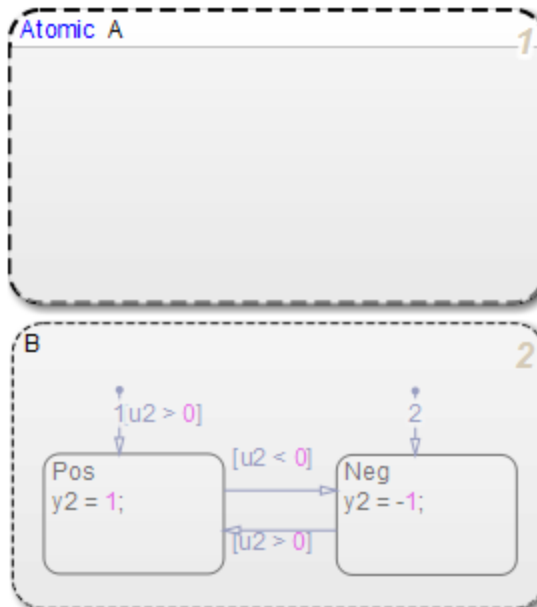 Atomic A
1
B
2
1[u2 > 0]
2
[u2 < 0]
Pos
y2 = 1;
Neg
y2 = -1;
[u2 > 0]